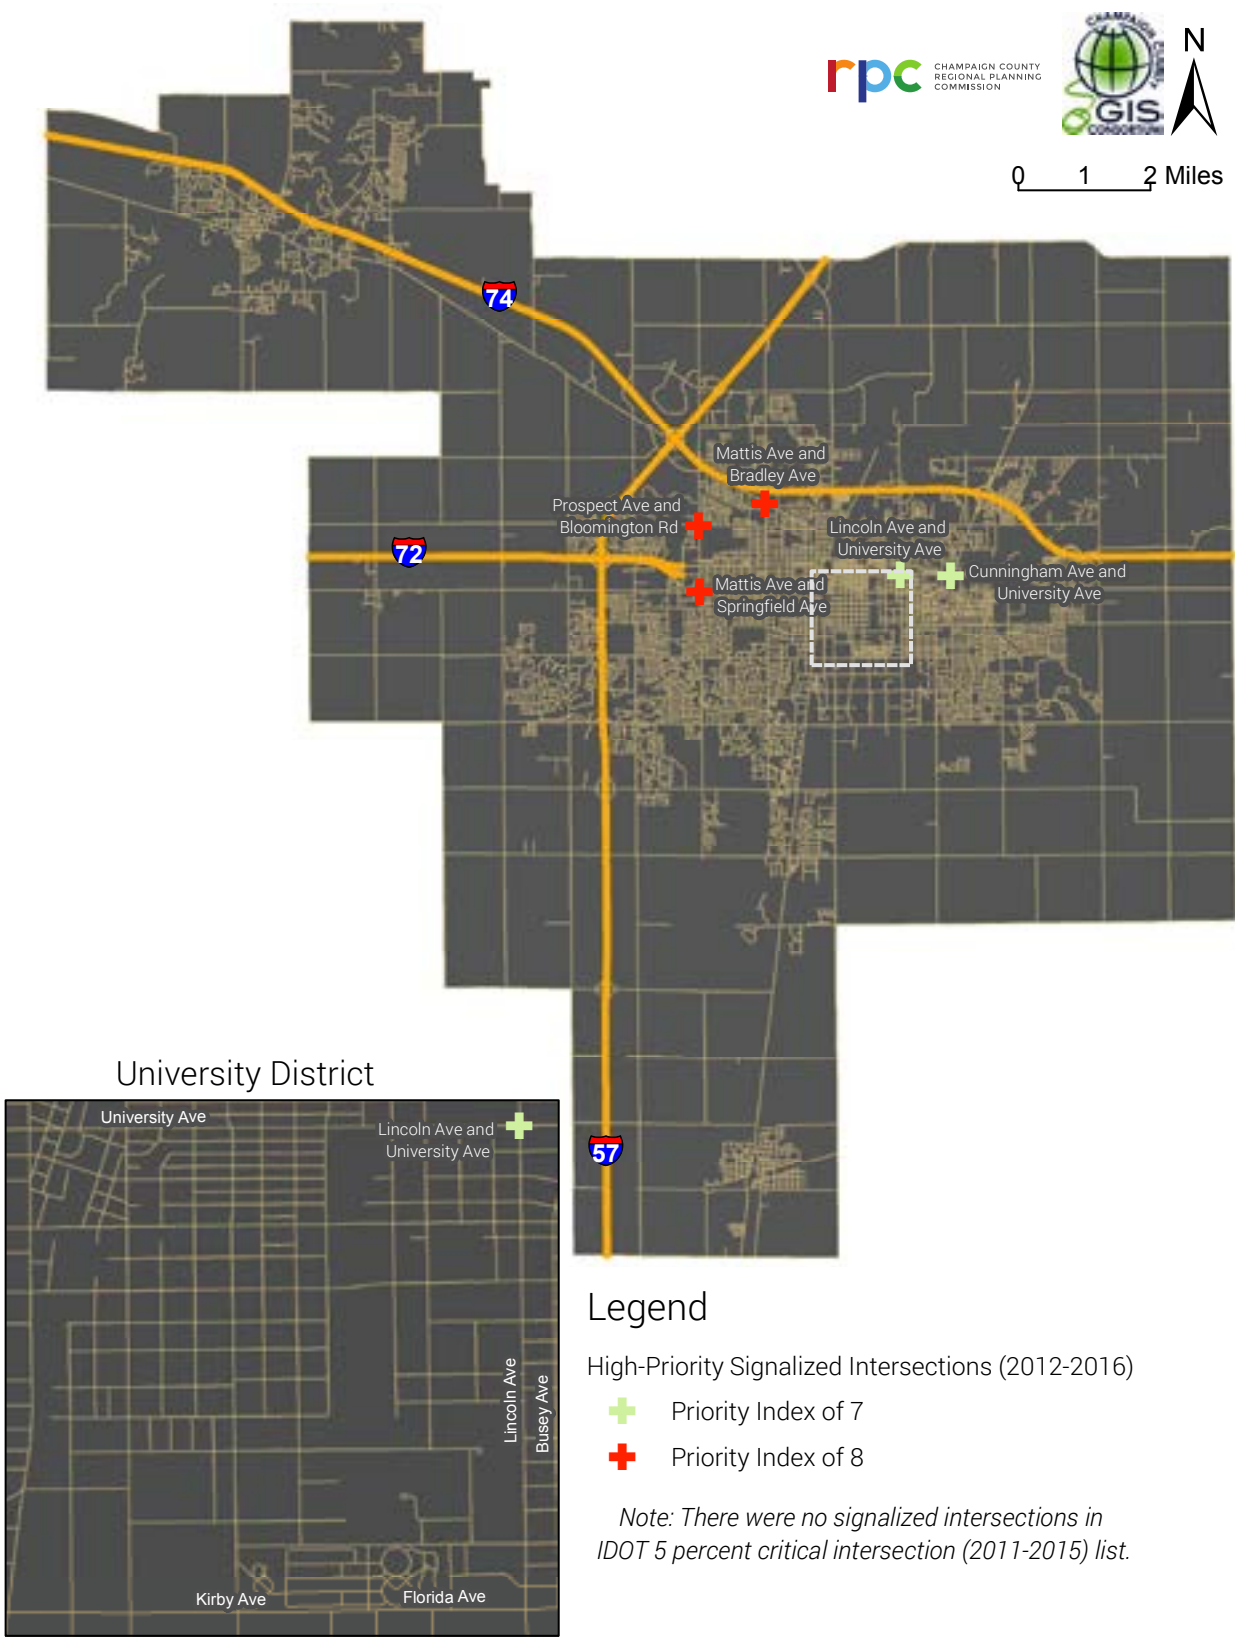 rpc
CHAMPAIGN COUNTY
REGIONAL PLANNING
COMMISSION
CHAMPAIGN COUNTY
GIS
CONSORTIUM
N
0 1 2 Miles
74
Mattis Ave and
Bradley Ave
Prospect Ave and
Bloomington Rd
Lincoln Ave and
University Ave
72
Cunningham Ave and
University Ave
Mattis Ave and
Springfield Ave
57
University District
University Ave
Lincoln Ave and
University Ave
Lincoln Ave
Busey Ave
Kirby Ave
Florida Ave
Legend
High-Priority Signalized Intersections (2012-2016)
Priority Index of 7
Priority Index of 8
Note: There were no signalized intersections in
IDOT 5 percent critical intersection (2011-2015) list.